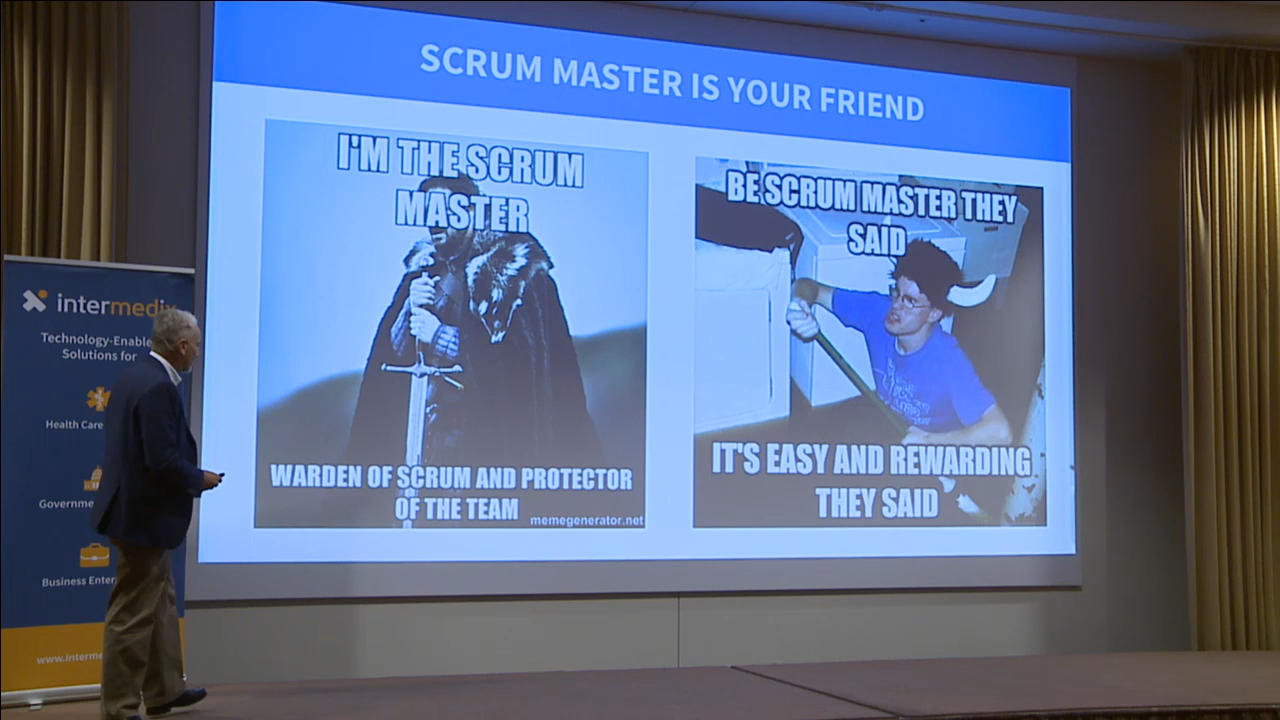 SCRUM MASTER IS YOUR FRIEND
I'M THE SCRUM
MASTER
WARDEN OF SCRUM AND PROTECTOR
OF THE TEAM
memegenerator.net
BE SCRUM MASTER THEY
SAID
IT'S EASY AND REWARDING
THEY SAID
intermedix
Technology-Enable
Solutions for
Health Care
Governme
Business Enter
www.interme